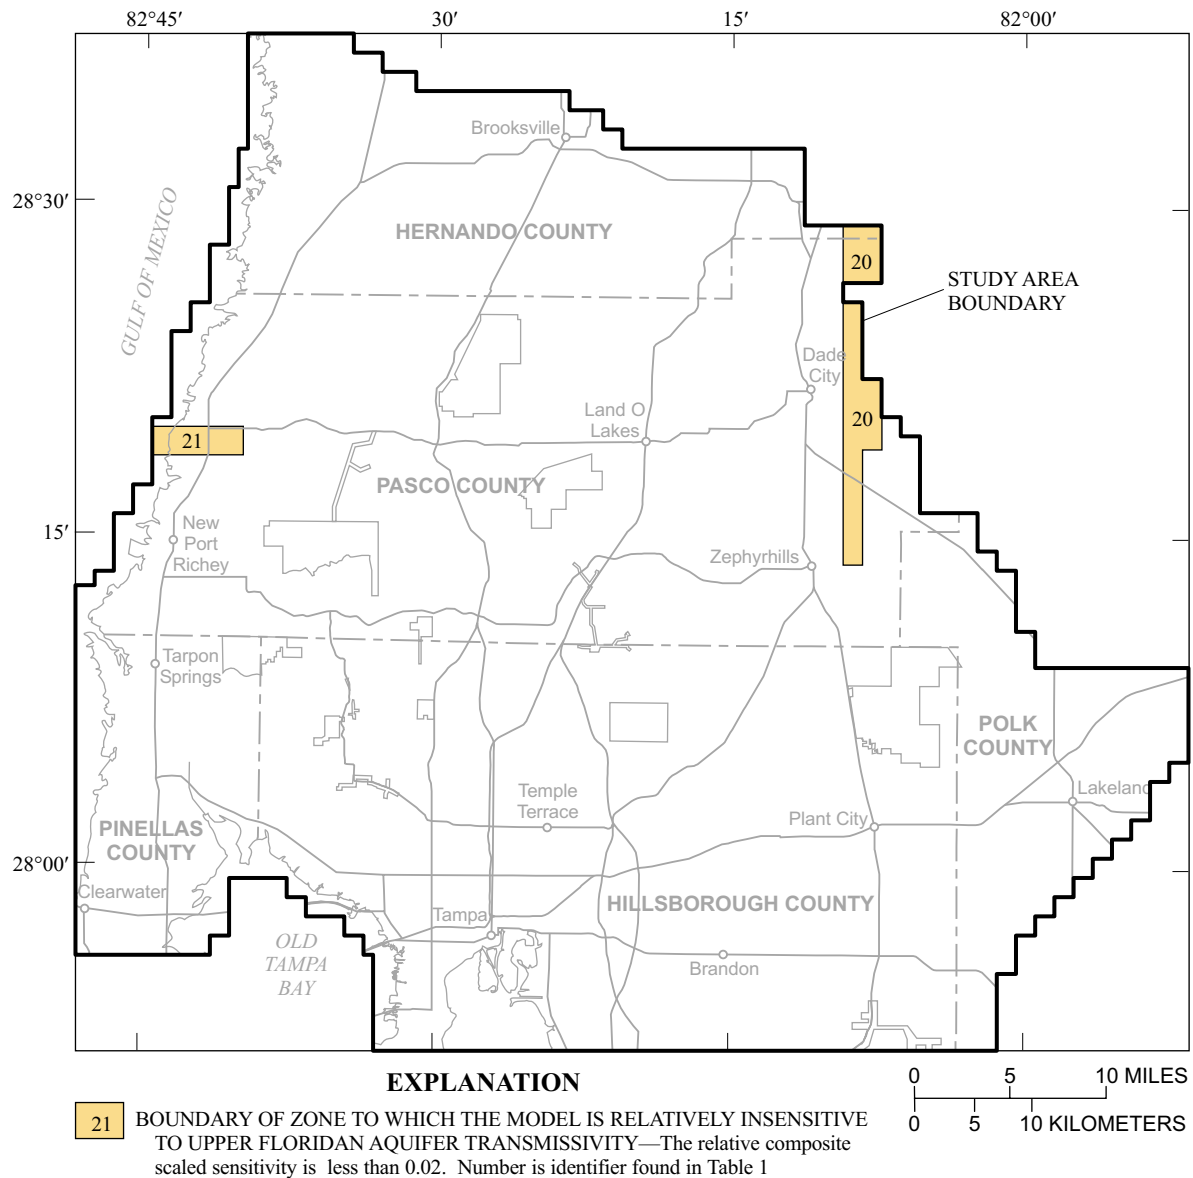 82°45′ 30′ 15′ 82°00′
Brooksville
28°30′
GULF OF MEXICO
HERNANDO COUNTY
20
STUDY AREA
BOUNDARY
Dade
City
Land O
Lakes
20
21
PASCO COUNTY
15′
New
Port
Richey
Zephyrhills
Tarpon
Springs
POLK
COUNTY
Temple
Terrace
Lakeland
Plant City
PINELLAS
COUNTY
28°00′
Clearwater
HILLSBOROUGH COUNTY
Tampa
OLD
TAMPA
BAY
Brandon
EXPLANATION
0 5 10 MILES
0 5 10 KILOMETERS
21 BOUNDARY OF ZONE TO WHICH THE MODEL IS RELATIVELY INSENSITIVE
TO UPPER FLORIDAN AQUIFER TRANSMISSIVITY—The relative composite
scaled sensitivity is less than 0.02. Number is identifier found in Table 1